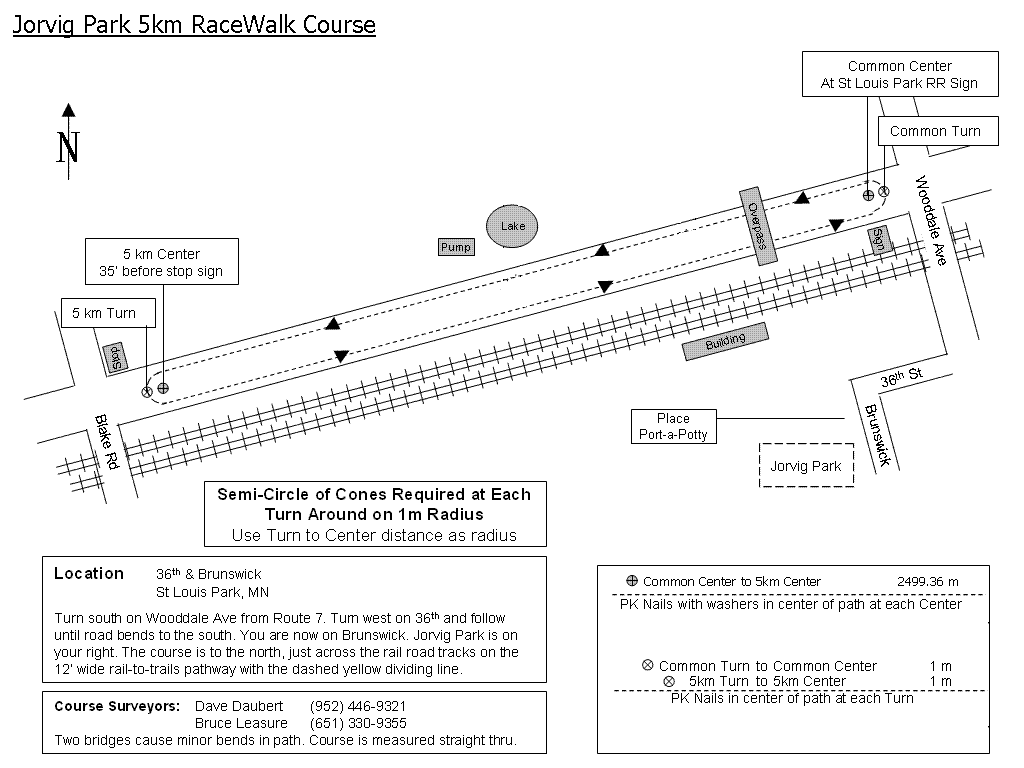 Jorvig Park 5km RaceWalk Course
Common Center
At St Louis Park RR Sign
Common Turn
N
Wooddale Ave
Overpass
Lake
Pump
Sign
5 km Center
35' before stop sign
5 km Turn
Stop
Building
36th St
Brunswick
Place
Port-a-Potty
Jorvig Park
Blake Rd
Semi-Circle of Cones Required at Each
Turn Around on 1m Radius
Use Turn to Center distance as radius
Location 36th & Brunswick
St Louis Park, MN
Turn south on Wooddale Ave from Route 7. Turn west on 36th and follow
until road bends to the south. You are now on Brunswick. Jorvig Park is on
your right. The course is to the north, just across the rail road tracks on the
12' wide rail-to-trails pathway with the dashed yellow dividing line.
Course Surveyors: Dave Daubert (952) 446-9321
Bruce Leasure (651) 330-9355
Two bridges cause minor bends in path. Course is measured straight thru.
Common Center to 5km Center 2499.36 m
PK Nails with washers in center of path at each Center
Common Turn to Common Center 1 m
5km Turn to 5km Center 1 m
PK Nails in center of path at each Turn